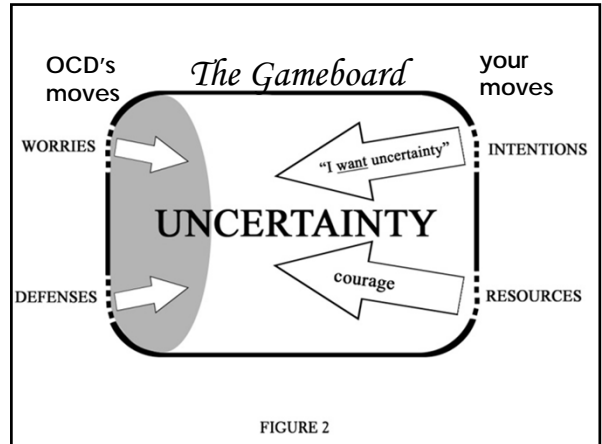 OCD's
moves
The Gameboard
your
moves
WORRIES
"I want uncertainty"
INTENTIONS
UNCERTAINTY
DEFENSES
courage
RESOURCES
FIGURE 2